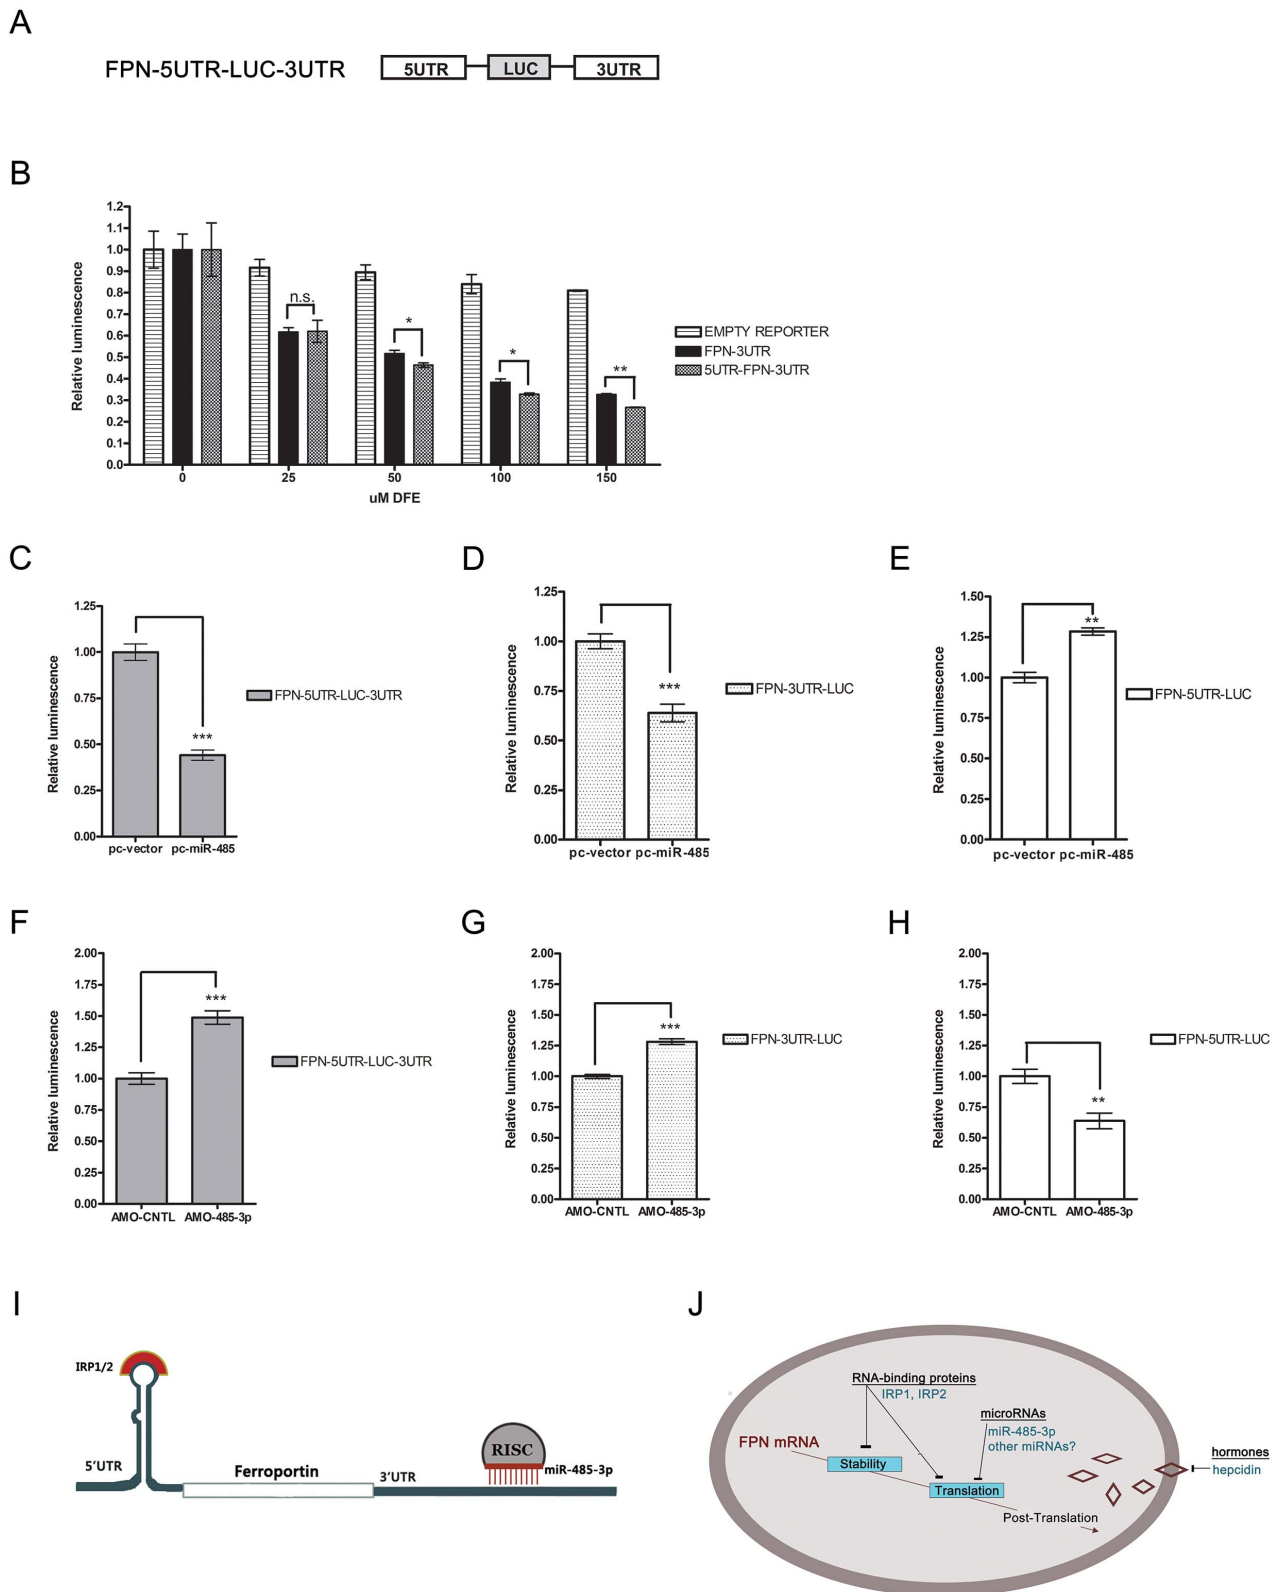 A
FPN-5UTR-LUC-3UTR
5UTR
LUC
3UTR
B
Relative luminescence
1.2
1.1
1.0
0.9
0.8
0.7
0.6
0.5
0.4
0.3
0.2
0.1
0.0
n.s.
*
*
**
0
25
50
100
150
uM DFE
EMPTY REPORTER
FPN-3UTR
5UTR-FPN-3UTR
C
Relative luminescence
1.25
1.00
0.75
0.50
0.25
0.00
***
pc-vector
pc-miR-485
FPN-5UTR-LUC-3UTR
D
Relative luminescence
1.25
1.00
0.75
0.50
0.25
0.00
***
pc-vector
pc-miR-485
FPN-3UTR-LUC
E
Relative luminescence
1.50
1.25
1.00
0.75
0.50
0.25
0.00
**
pc-vector
pc-miR-485
FPN-5UTR-LUC
F
Relative luminescence
2.00
1.75
1.50
1.25
1.00
0.75
0.50
0.25
0.00
***
AMO-CNTL
AMO-485-3p
FPN-5UTR-LUC-3UTR
G
Relative luminescence
2.00
1.75
1.50
1.25
1.00
0.75
0.50
0.25
0.00
***
AMO-CNTL
AMO-485-3p
FPN-3UTR-LUC
H
Relative luminescence
2.00
1.75
1.50
1.25
1.00
0.75
0.50
0.25
0.00
**
AMO-CNTL
AMO-485-3p
FPN-5UTR-LUC
I
IRP1/2
5'UTR
Ferroportin
3'UTR
RISC
miR-485-3p
J
RNA-binding proteins
IRP1, IRP2
microRNAs
miR-485-3p
other miRNAs?
FPN mRNA
Stability
Translation
Post-Translation
hormones
hepcidin